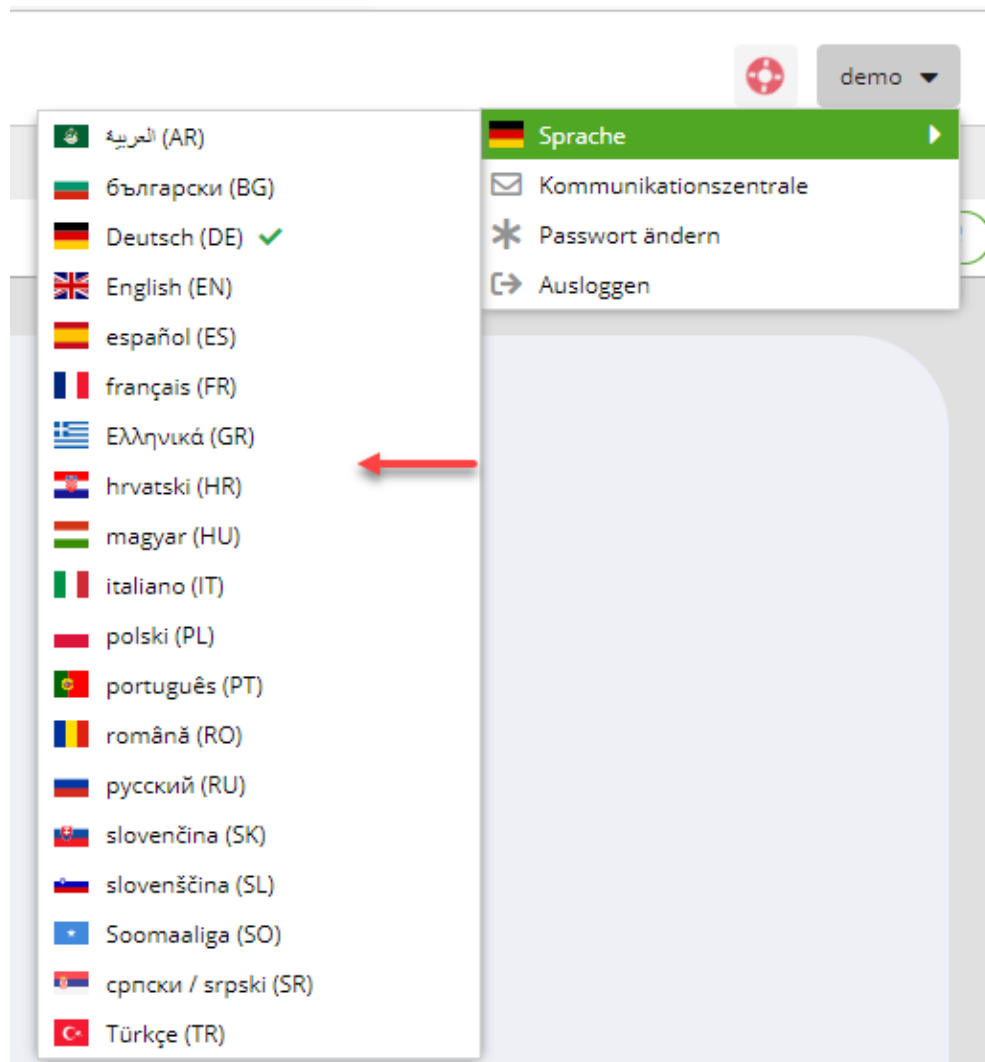 demo
Sprache
Kommunikationszentrale
Passwort ändern
Ausloggen
العربية (AR)
български (BG)
Deutsch (DE)
English (EN)
español (ES)
français (FR)
Ελληνικά (GR)
hrvatski (HR)
magyar (HU)
italiano (IT)
polski (PL)
português (PT)
română (RO)
русский (RU)
slovenčina (SK)
slovenščina (SL)
Soomaaliga (SO)
српски / srpski (SR)
Türkçe (TR)